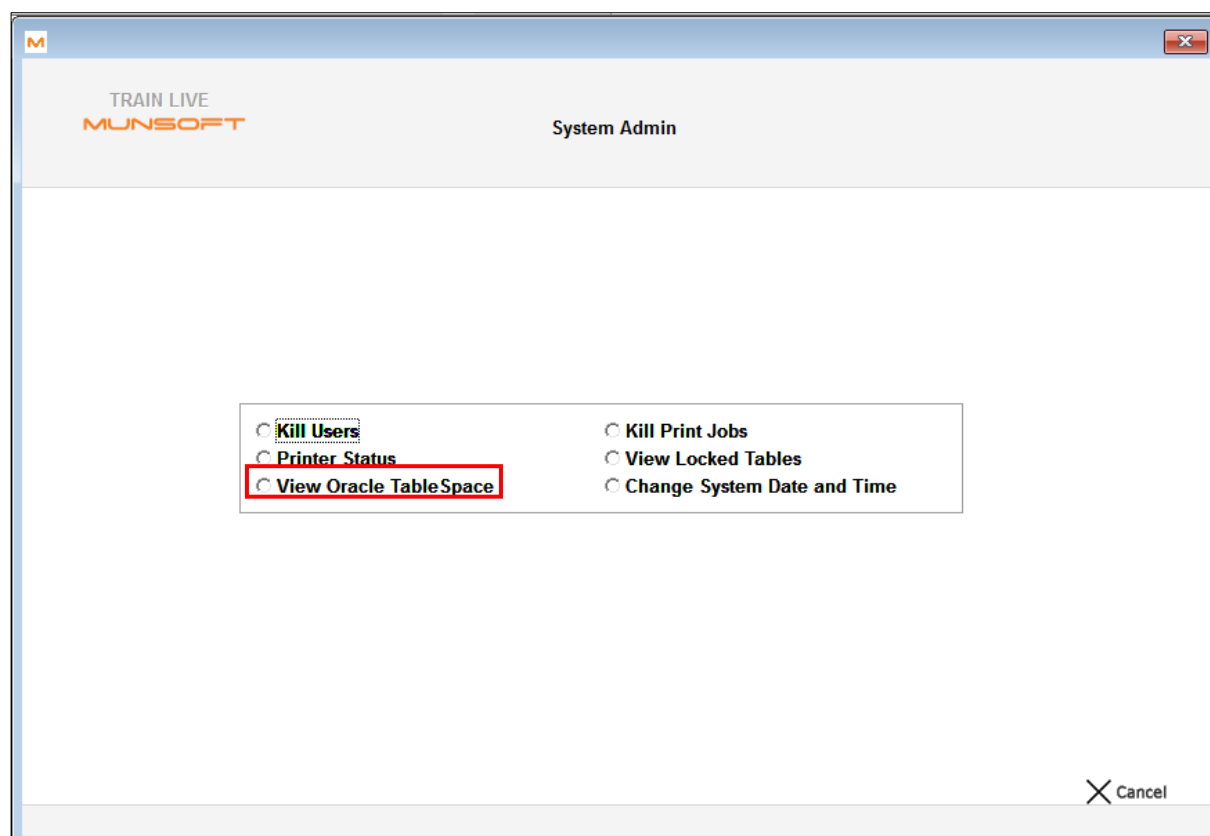 M
TRAIN LIVE
MUNSOFT
System Admin
Kill Users
Kill Print Jobs
Printer Status
View Locked Tables
View Oracle TableSpace
Change System Date and Time
Cancel